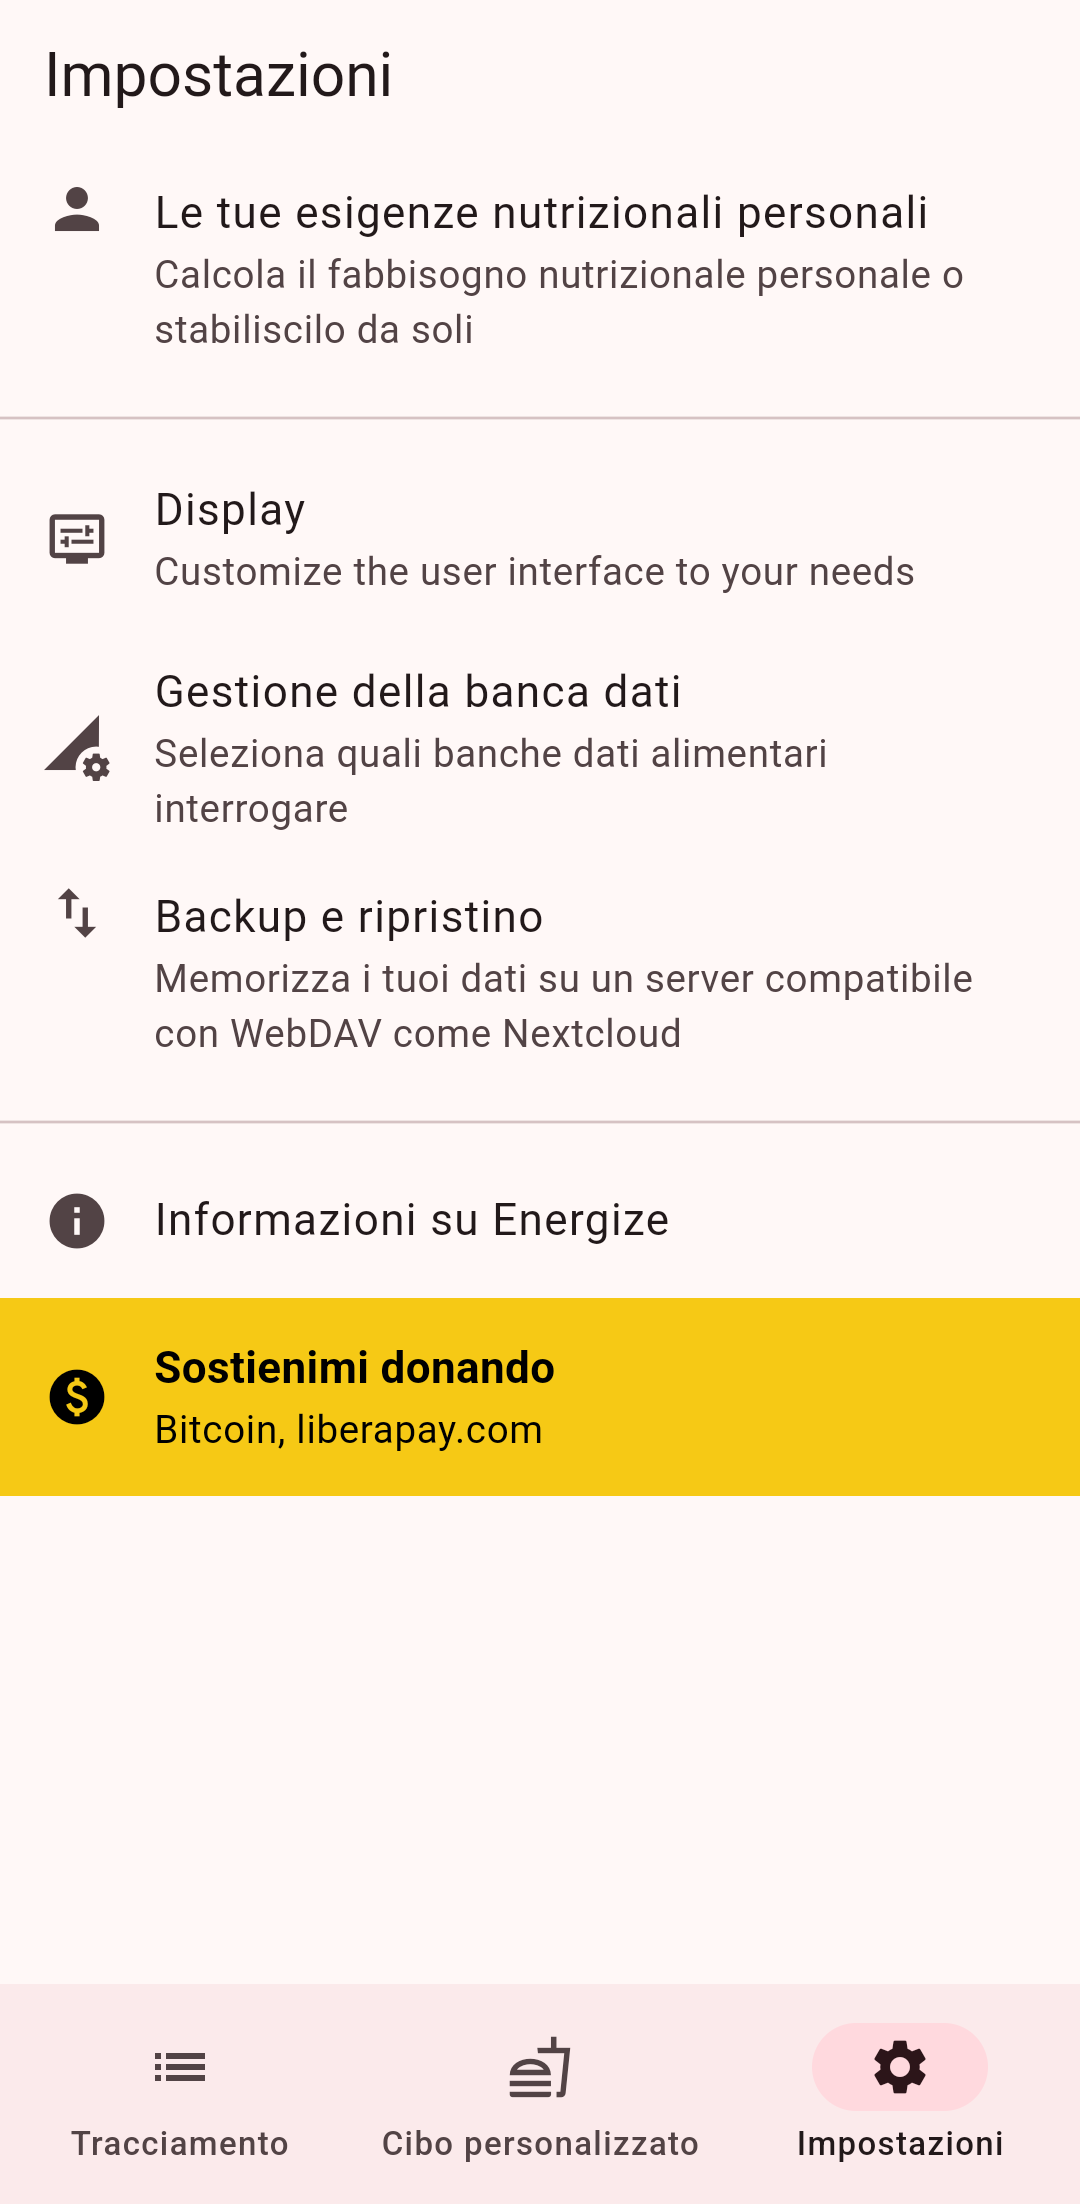 Impostazioni
Le tue esigenze nutrizionali personali
Calcola il fabbisogno nutrizionale personale o
stabiliscilo da soli
Display
Customize the user interface to your needs
Gestione della banca dati
Seleziona quali banche dati alimentari
interrogare
Backup e ripristino
Memorizza i tuoi dati su un server compatibile
con WebDAV come Nextcloud
Informazioni su Energize
Sostienimi donando
Bitcoin, liberapay.com
Tracciamento
Cibo personalizzato
Impostazioni